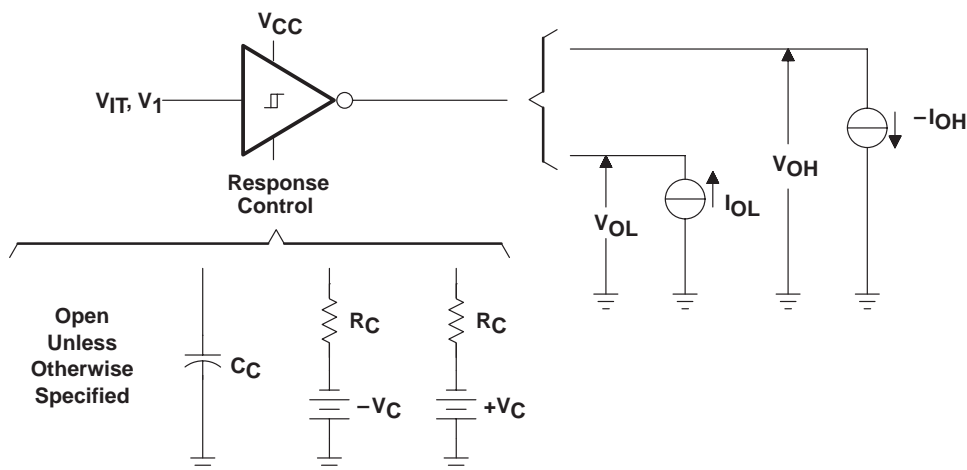 VCC
VIT, V1
Response
Control
VOL
IOL
VOH
–IOH
Open
Unless
Otherwise
Specified
CC
RC
–VC
RC
+VC